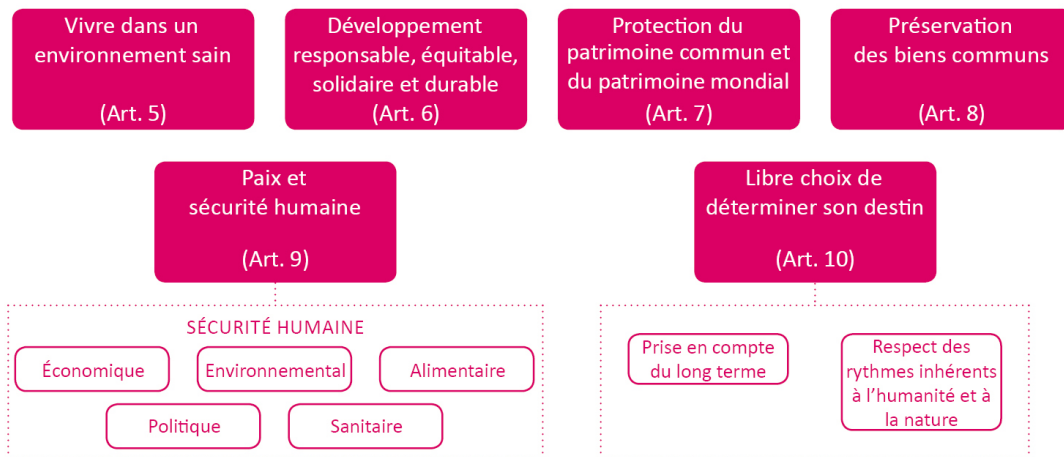 Vivre dans un
environnement sain
(Art. 5)
Développement
responsable, équitable,
solidaire et durable
(Art. 6)
Protection du
patrimoine commun et
du patrimoine mondial
(Art. 7)
Préservation
des biens communs
(Art. 8)
Paix et
sécurité humaine
(Art. 9)
Libre choix de
déterminer son destin
(Art. 10)
SÉCURITÉ HUMAINE
Économique
Environnemental
Alimentaire
Politique
Sanitaire
Prise en compte
du long terme
Respect des
rythmes inhérents
à l'humanité et à
la nature